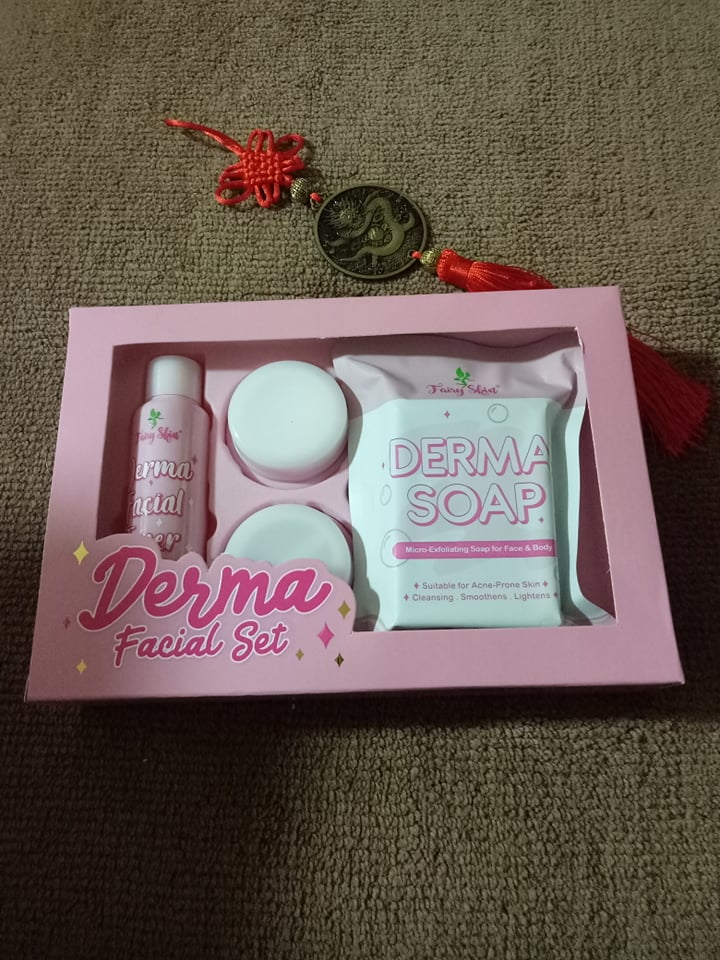 Fairy Skin
Derma
Facial
Fairy Skin
DERMA
SOAP
Micro-Exfoliating Soap for Face & Body
Suitable for Acne-Prone Skin
Cleansing . Smoothens . Lightens
Derma
Facial Set